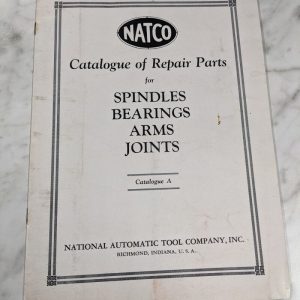 NATCO
Catalogue of Repair Parts
for
SPINDLES
BEARINGS
ARMS
JOINTS
Catalogue A
NATIONAL AUTOMATIC TOOL COMPANY, INC.
RICHMOND, INDIANA, U. S. A.